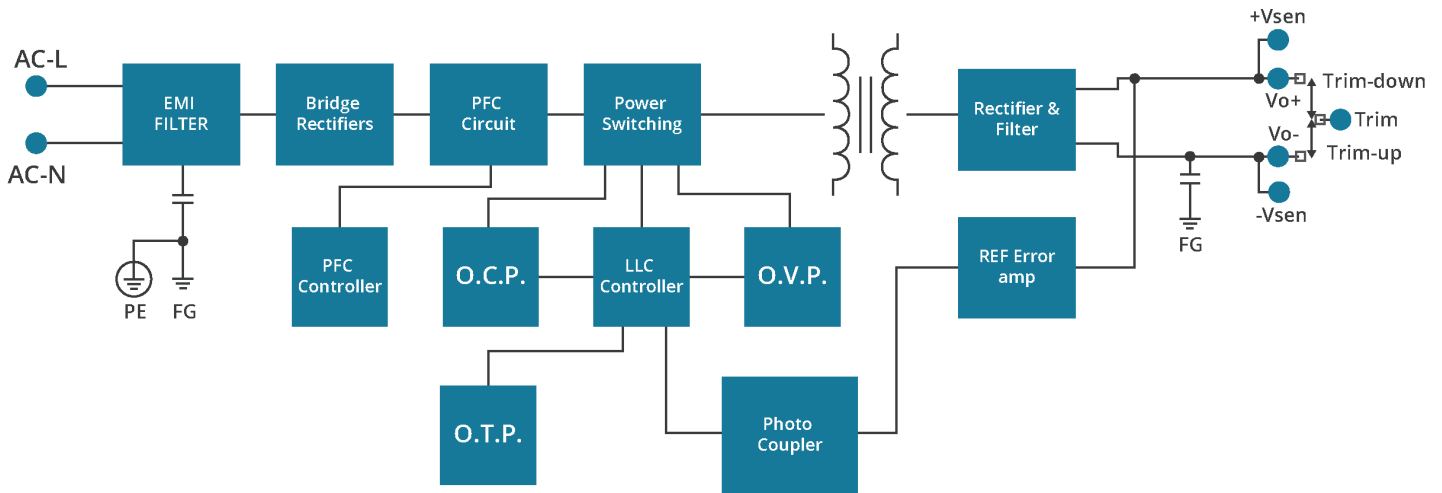 AC-L
AC-N
EMI
FILTER
Bridge
Rectifiers
PFC
Circuit
Power
Switching
Rectifier &
Filter
+Vsen
Vo+
Trim-down
Trim
Vo-
Trim-up
-Vsen
FG
PE
FG
PFC
Controller
O.C.P.
LLC
Controller
O.V.P.
REF Error
amp
O.T.P.
Photo
Coupler